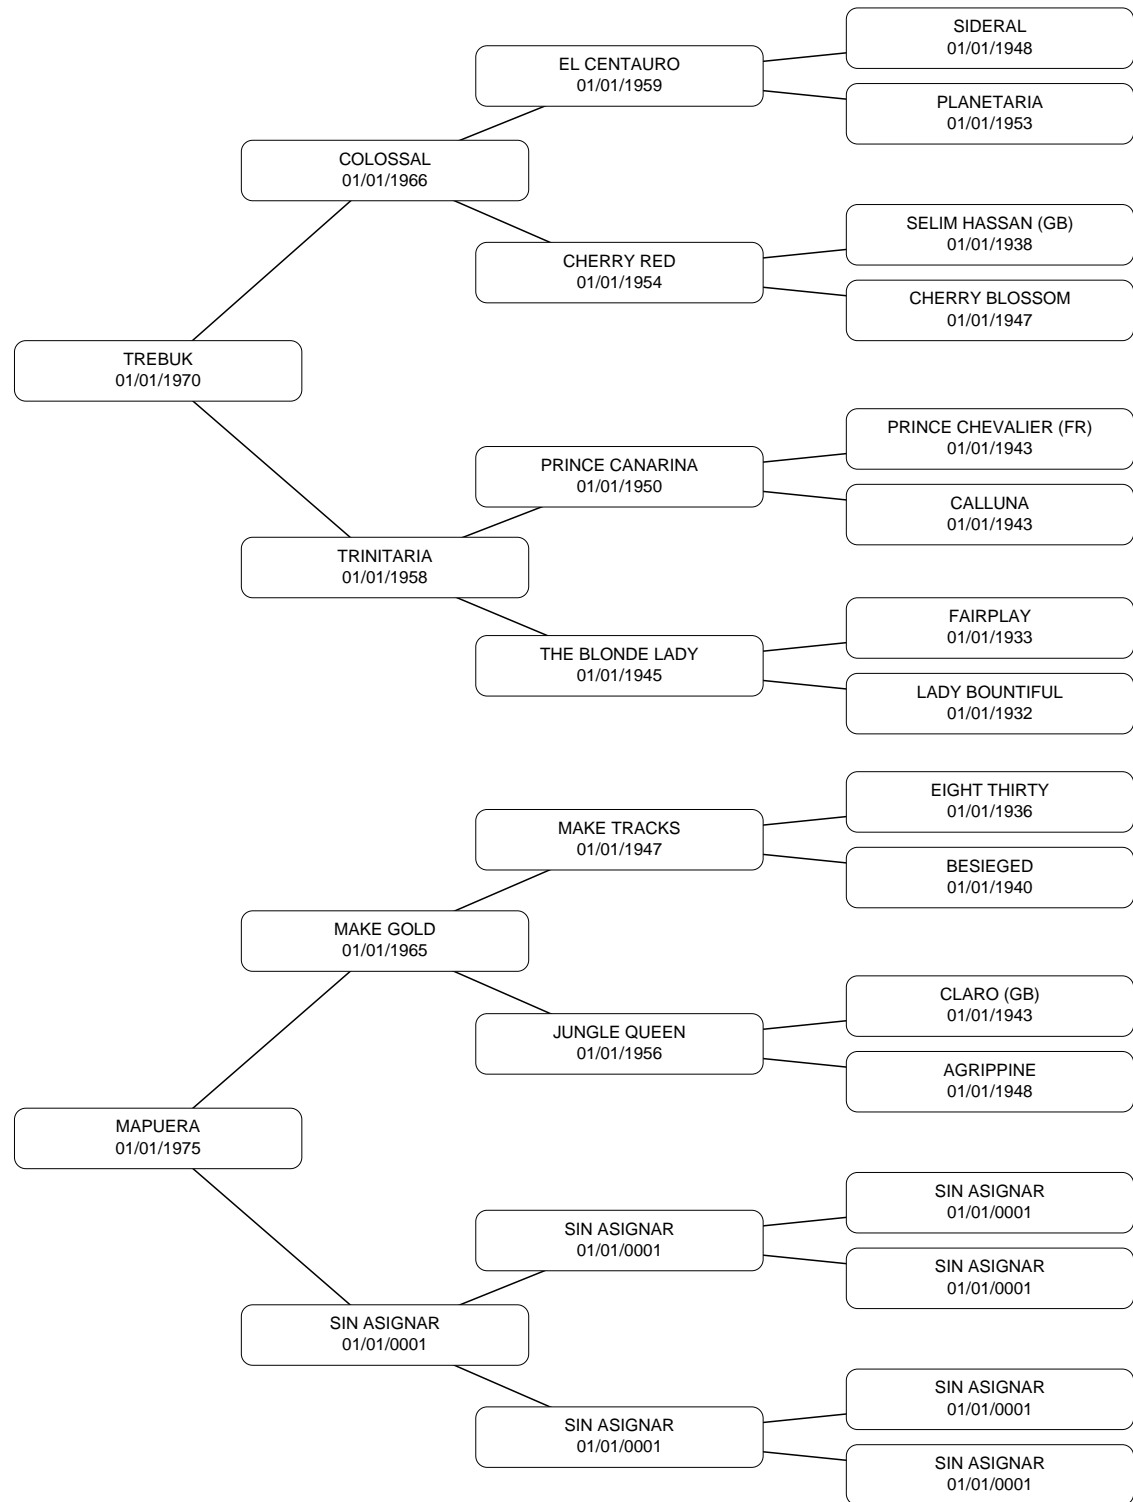 SIDERAL
01/01/1948
EL CENTAURO
01/01/1959
PLANETARIA
01/01/1953
COLOSSAL
01/01/1966
SELIM HASSAN (GB)
01/01/1938
CHERRY RED
01/01/1954
CHERRY BLOSSOM
01/01/1947
TREBUK
01/01/1970
PRINCE CHEVALIER (FR)
01/01/1943
PRINCE CANARINA
01/01/1950
CALLUNA
01/01/1943
TRINITARIA
01/01/1958
FAIRPLAY
01/01/1933
THE BLONDE LADY
01/01/1945
LADY BOUNTIFUL
01/01/1932
EIGHT THIRTY
01/01/1936
MAKE TRACKS
01/01/1947
BESIEGED
01/01/1940
MAKE GOLD
01/01/1965
CLARO (GB)
01/01/1943
JUNGLE QUEEN
01/01/1956
AGRIPPINE
01/01/1948
MAPUERA
01/01/1975
SIN ASIGNAR
01/01/0001
SIN ASIGNAR
01/01/0001
SIN ASIGNAR
01/01/0001
SIN ASIGNAR
01/01/0001
SIN ASIGNAR
01/01/0001
SIN ASIGNAR
01/01/0001
SIN ASIGNAR
01/01/0001